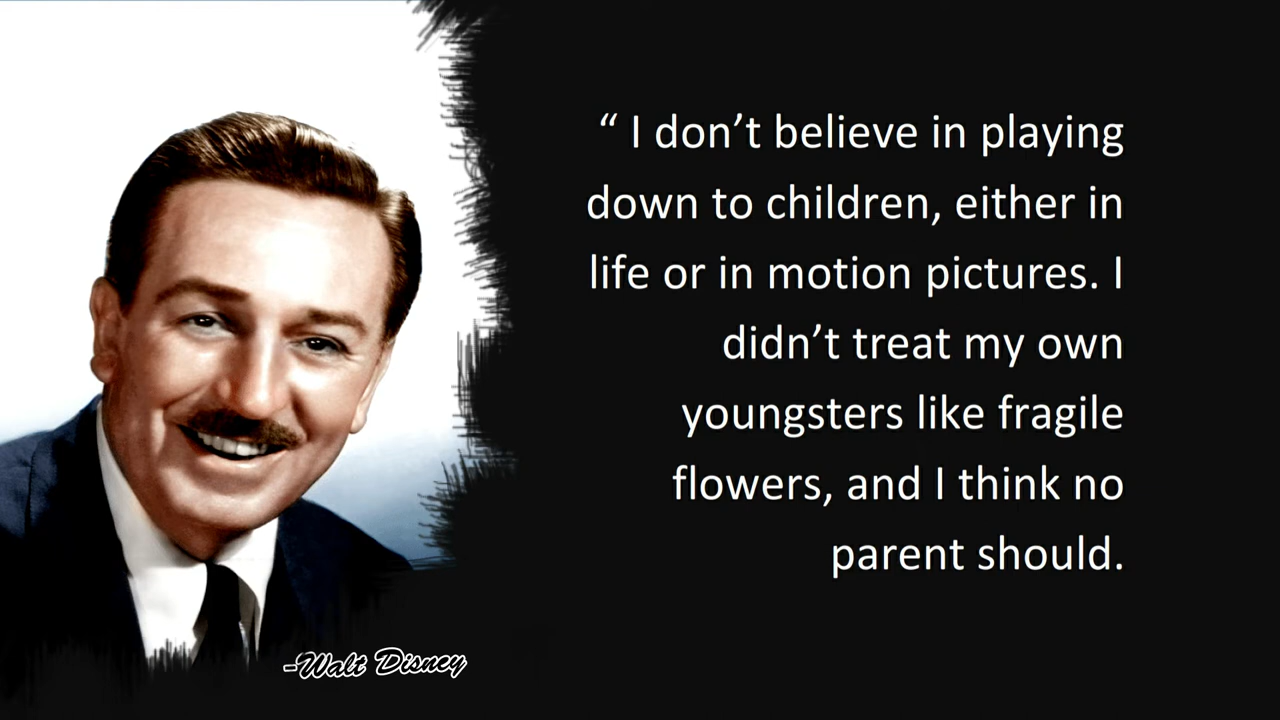 “ I don’t believe in playing
down to children, either in
life or in motion pictures. I
didn’t treat my own
youngsters like fragile
flowers, and I think no
parent should.
-Walt Disney